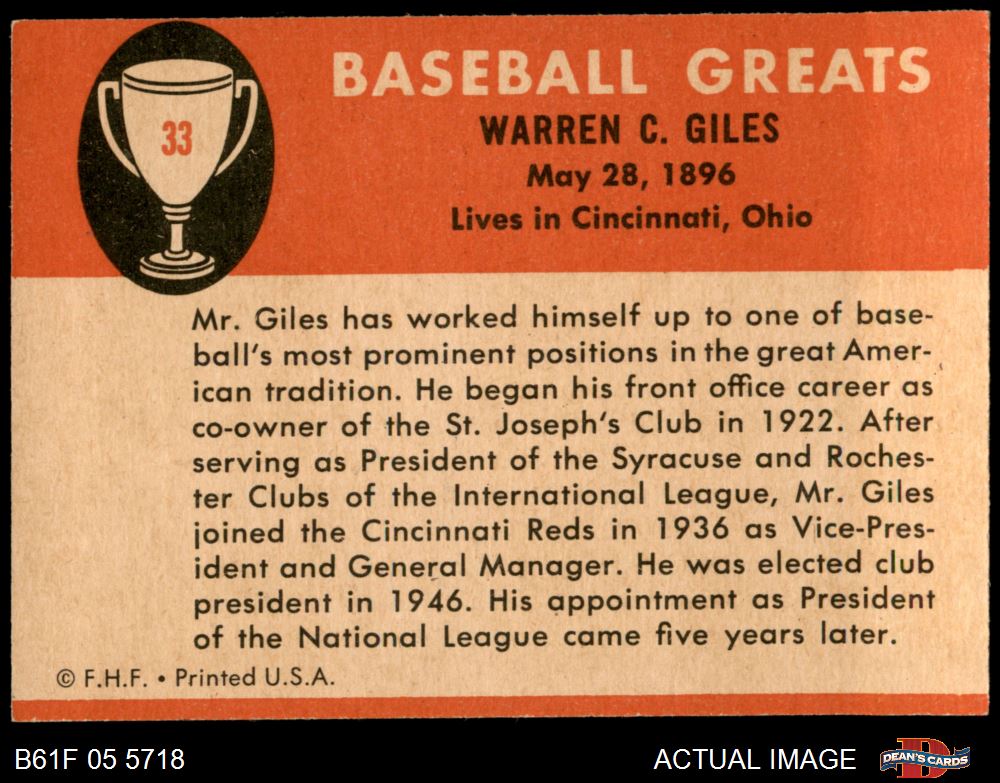 33
BASEBALL GREATS
WARREN C. GILES
May 28, 1896
Lives in Cincinnati, Ohio
Mr. Giles has worked himself up to one of base-
ball's most prominent positions in the great Amer-
ican tradition. He began his front office career as
co-owner of the St. Joseph's Club in 1922. After
serving as President of the Syracuse and Roches-
ter Clubs of the International League, Mr. Giles
joined the Cincinnati Reds in 1936 as Vice-Pres-
ident and General Manager. He was elected club
president in 1946. His appointment as President
of the National League came five years later.
© F.H.F. • Printed U.S.A.
B61F 05 5718
ACTUAL IMAGE
D
DEAN'S CARDS